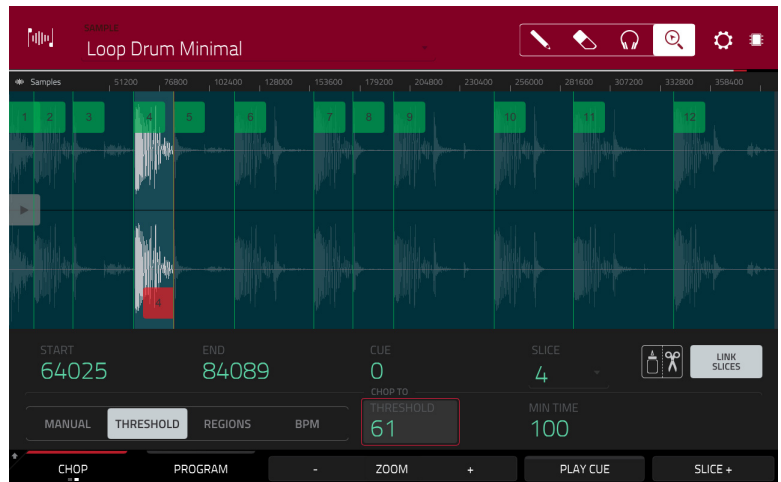 SAMPLE
Loop Drum Minimal
Samples 51200 76800 102400 128000 153600 179200 204800 230400 256000 281600 307200 332800 358400
1 2 3 4 5 6 7 8 9 10 11 12
4
START END CUE SLICE
64025 84089 0 4
LINK SLICES
CHOP TO
THRESHOLD MIN TIME
MANUAL THRESHOLD REGIONS BPM 61 100
CHOP PROGRAM - ZOOM + PLAY CUE SLICE +